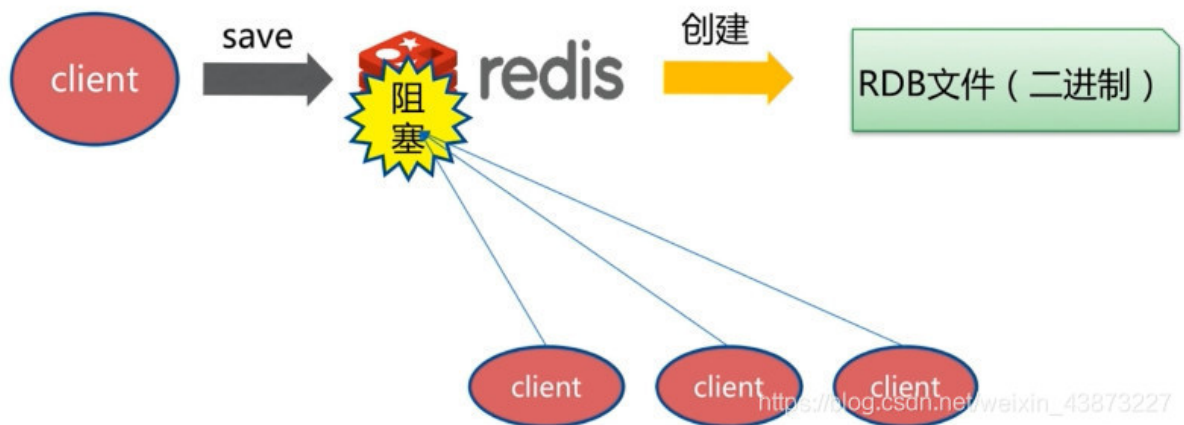 save
client
阻
塞
redis
创建
RDB文件（二进制）
client
client
client
https://blog.csdn.net/weixin_43873227